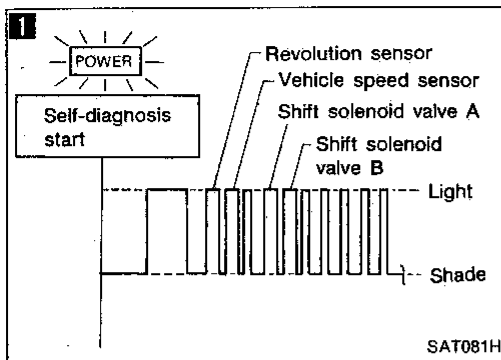 1
POWER
Self-diagnosis
start
Revolution sensor
Vehicle speed sensor
Shift solenoid valve A
Shift solenoid
valve B
Light
Shade
SAT081H